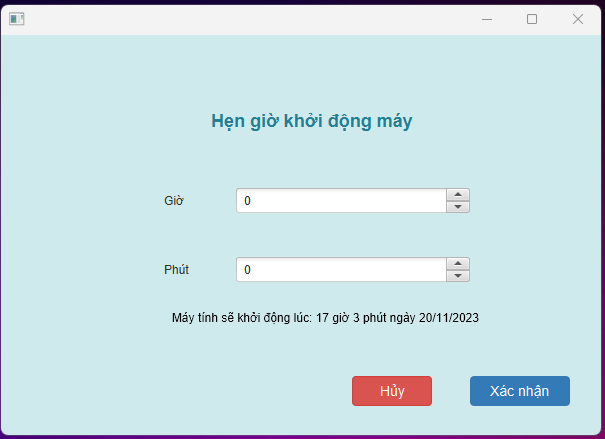 Hẹn giờ khởi động máy
Giờ
0
Phút
0
Máy tính sẽ khởi động lúc: 17 giờ 3 phút ngày 20/11/2023
Hủy
Xác nhận